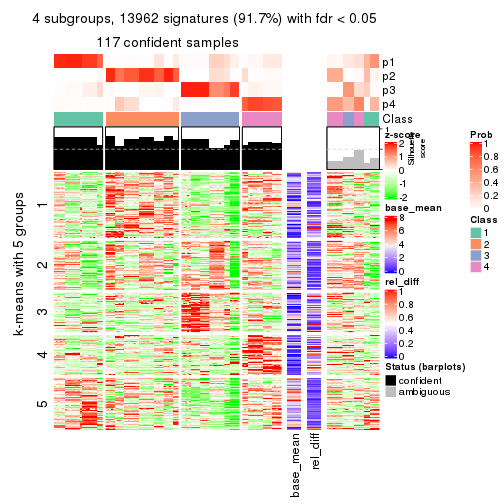 4 subgroups, 13962 signatures (91.7%) with fdr < 0.05
117 confident samples
p1
p2
p3
p4
Class
1
Silhouette
score
k-means with 5 groups
1
2
3
4
5
base_mean
rel_diff
z-score
2
1
0
-1
-2
base_mean
8
6
4
2
0
rel_diff
1
0.8
0.6
0.4
0.2
0
Status (barplots)
confident
ambiguous
Prob
1
0.8
0.6
0.4
0.2
0
Class
1
2
3
4